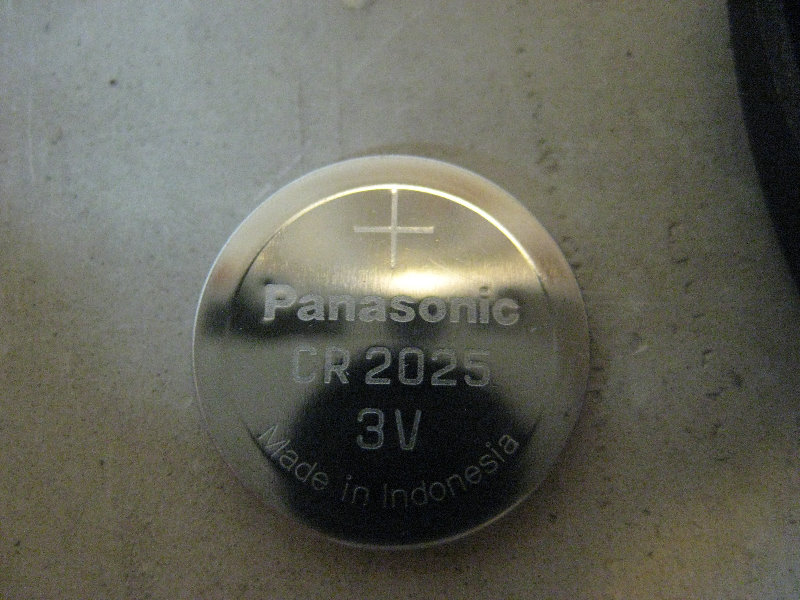 +
Panasonic
CR 2025
3V
Made in Indonesia